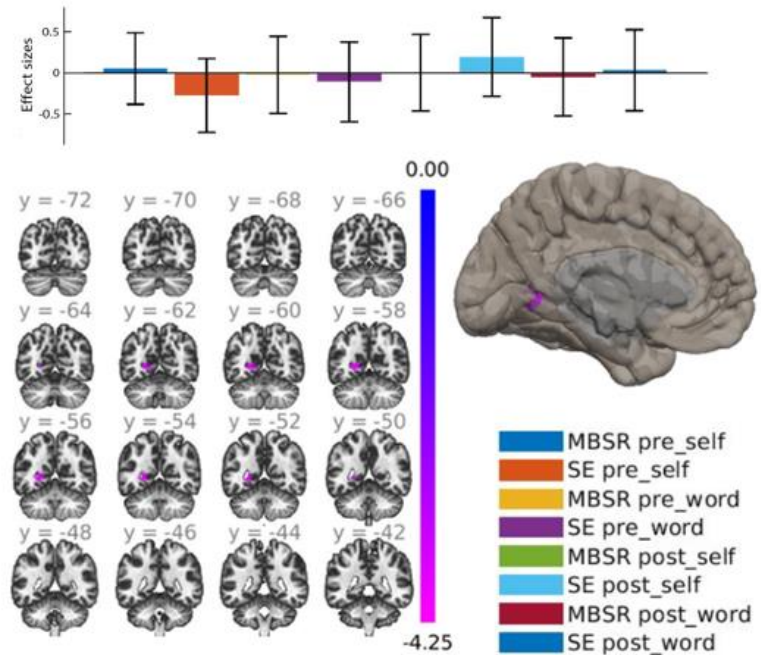 Effect sizes
0.5
0
-0.5
0.00
y = -72 y = -70 y = -68 y = -66
y = -64 y = -62 y = -60 y = -58
y = -56 y = -54 y = -52 y = -50
y = -48 y = -46 y = -44 y = -42
-4.25
MBSR pre_self
SE pre_self
MBSR pre_word
SE pre_word
MBSR post_self
SE post_self
MBSR post_word
SE post_word